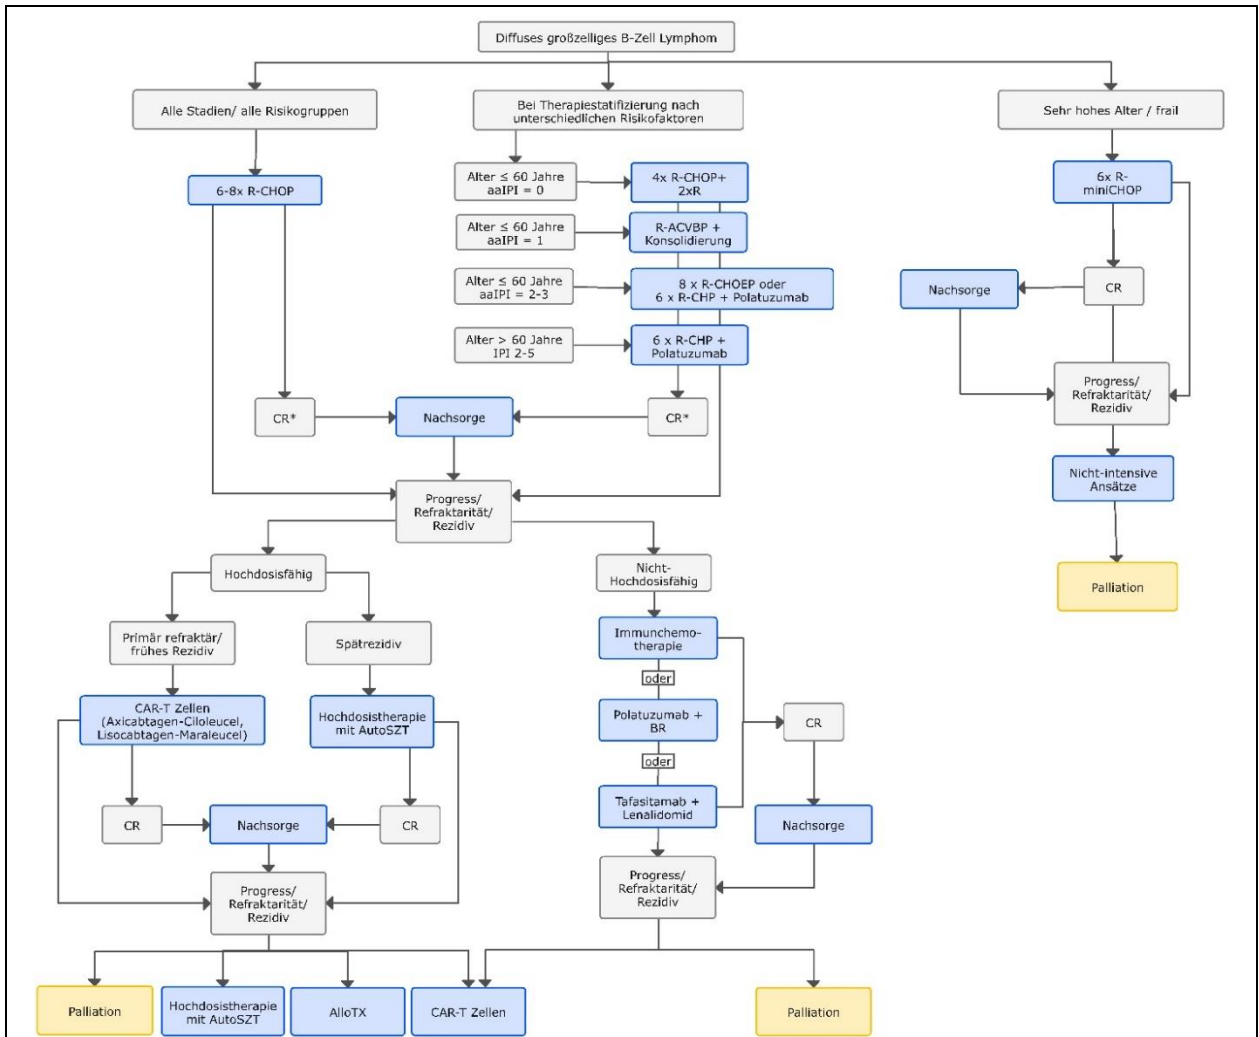 Diffuses großzelliges B-Zell Lymphom
Alle Stadien/ alle Risikogruppen
Bei Therapiestatifizierung nach
unterschiedlichen Risikofaktoren
Sehr hohes Alter / frail
6-8x R-CHOP
Alter ≤ 60 Jahre
aaIPI = 0
4x R-CHOP+
2xR
Alter ≤ 60 Jahre
aaIPI = 1
R-ACVBP +
Konsolidierung
Alter ≤ 60 Jahre
aaIPI = 2-3
8 x R-CHOEP oder
6 x R-CHP + Polatuzumab
Alter > 60 Jahre
IPI 2-5
6 x R-CHP +
Polatuzumab
6x R-
miniCHOP
Nachsorge
CR
Progress/
Refraktarität/
Rezidiv
Nicht-intensive
Ansätze
Palliation
CR*
Nachsorge
CR*
Progress/
Refraktarität/
Rezidiv
Hochdosisfähig
Nicht-
Hochdosisfähig
Primär refraktär/
frühes Rezidiv
Spätrezidiv
CAR-T Zellen
(Axicabtagen-Ciloleucel,
Lisocabtagen-Maraleucel)
Hochdosistherapie
mit AutoSZT
CR
Nachsorge
CR
Progress/
Refraktarität/
Rezidiv
Immunchemo-
therapie
oder
Polatuzumab +
BR
oder
Tafasitamab +
Lenalidomid
CR
Nachsorge
Progress/
Refraktarität/
Rezidiv
Palliation
Hochdosistherapie
mit AutoSZT
AlloTX
CAR-T Zellen
Palliation